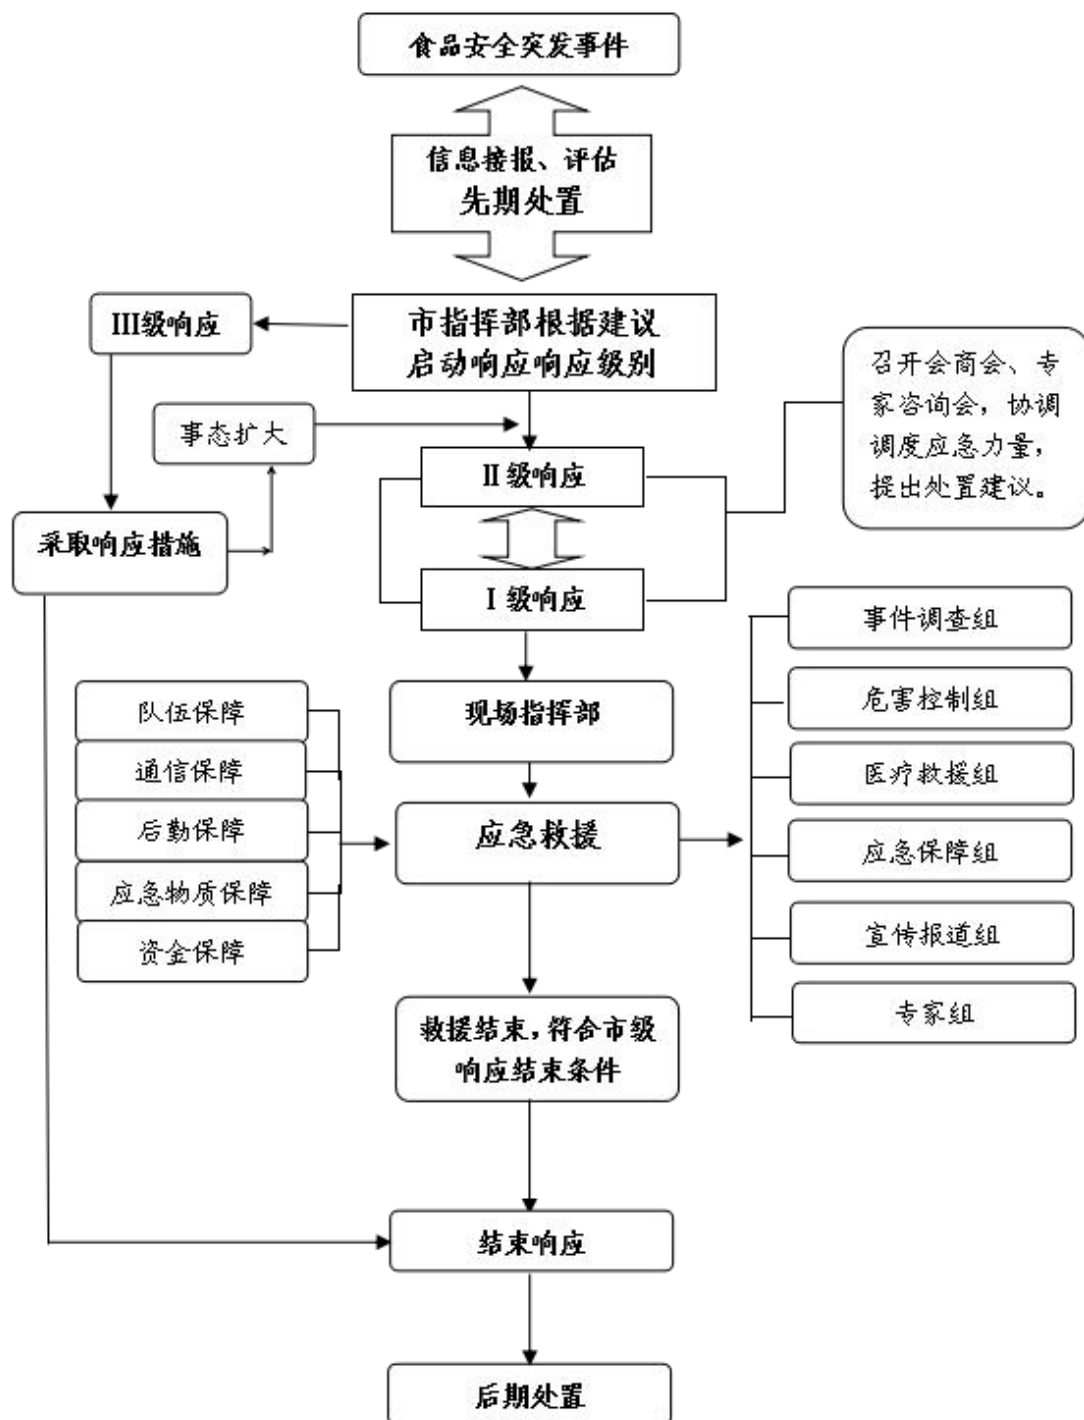 食品安全突发事件
信息接报、评估
先期处置
III级响应
市指挥部根据建议
启动响应响应级别
召开会商会、专
家咨询会，协调
调度应急力量，
提出处置建议。
事态扩大
II级响应
采取响应措施
I级响应
事件调查组
队伍保障
现场指挥部
危害控制组
通信保障
医疗救援组
后勤保障
应急救援
应急保障组
应急物质保障
宣传报道组
资金保障
专家组
救援结束，符合市级
响应结束条件
结束响应
后期处置